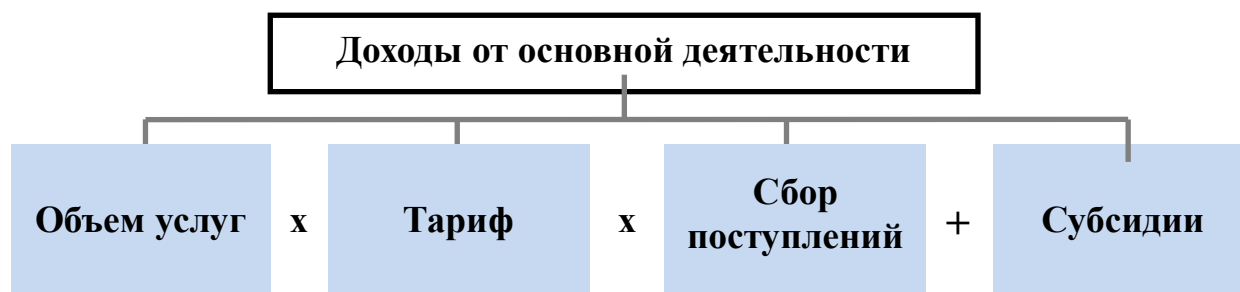 Доходы от основной деятельности
Объем услуг х Тариф х Сбор поступлений + Субсидии